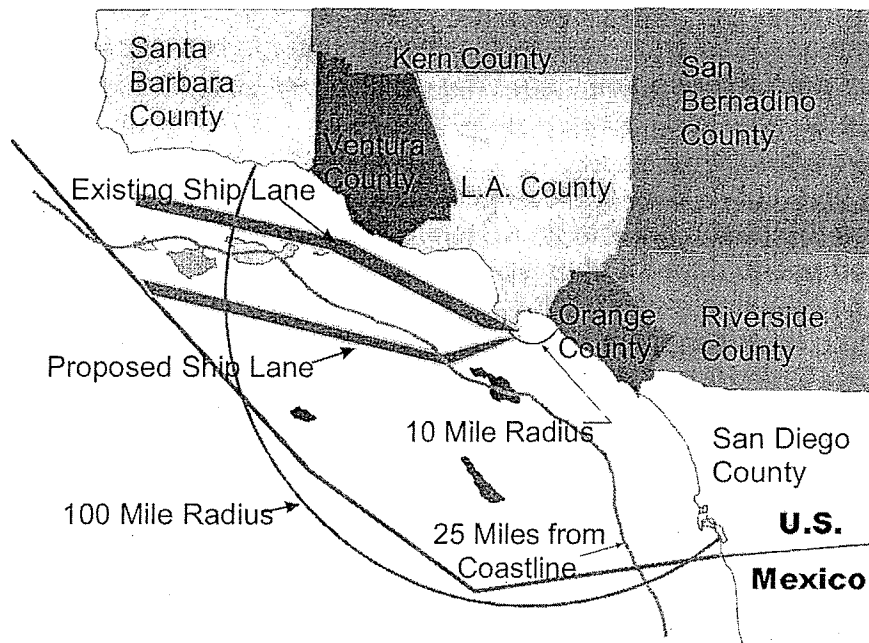 Santa
Barbara
County
Kern County
San
Bernadino
County
Ventura
County
Existing Ship Lane
L.A. County
Orange
County
Riverside
County
Proposed Ship Lane
10 Mile Radius
San Diego
County
100 Mile Radius
25 Miles from
Coastline
U.S.
Mexico